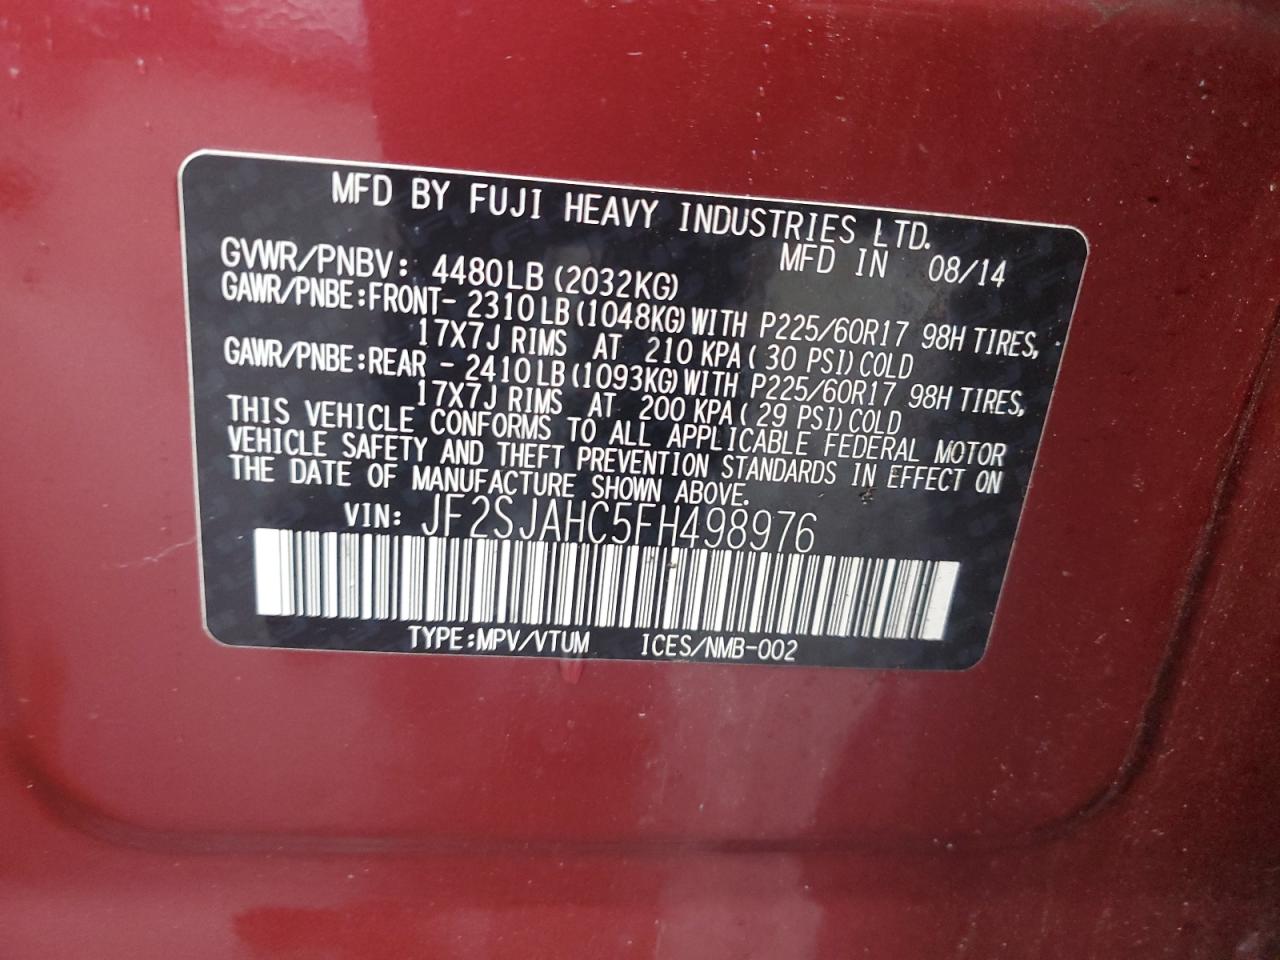 MFD BY FUJI HEAVY INDUSTRIES LTD.
MFD IN 08/14
GVWR/PNBV: 4480LB (2032KG)
GAWR/PNBE:FRONT- 2310LB(1048KG)WITH P225/60R17 98H TIRES,
17X7J RIMS AT 210 KPA( 30 PSI)COLD
GAWR/PNBE:REAR - 2410LB(1093KG)WITH P225/60R17 98H TIRES,
17X7J RIMS AT 200 KPA( 29 PSI)COLD
THIS VEHICLE CONFORMS TO ALL APPLICABLE FEDERAL MOTOR
VEHICLE SAFETY AND THEFT PREVENTION STANDARDS IN EFFECT ON
THE DATE OF MANUFACTURE SHOWN ABOVE.
VIN: JF2SJAHC5FH498976
TYPE:MPV/VTUM ICES/NMB-002